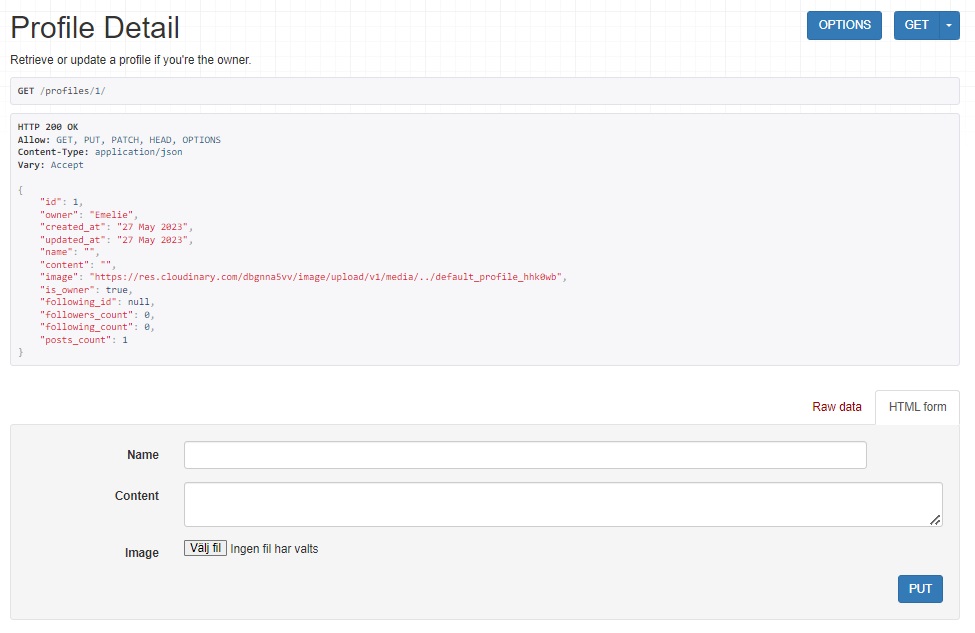 Profile Detail
OPTIONS
GET
Retrieve or update a profile if you're the owner.
GET /profiles/1/
HTTP 200 OK
Allow: GET, PUT, PATCH, HEAD, OPTIONS
Content-Type: application/json
Vary: Accept
{
    "id": 1,
    "owner": "Emelie",
    "created_at": "27 May 2023",
    "updated_at": "27 May 2023",
    "name": "",
    "content": "",
    "image": "https://res.cloudinary.com/dbgnna5vv/image/upload/v1/media/../default_profile_hhk0wb",
    "is_owner": true,
    "following_id": null,
    "followers_count": 0,
    "following_count": 0,
    "posts_count": 1
}
Raw data
HTML form
Name
Content
Image
Välj fil Ingen fil har valts
PUT